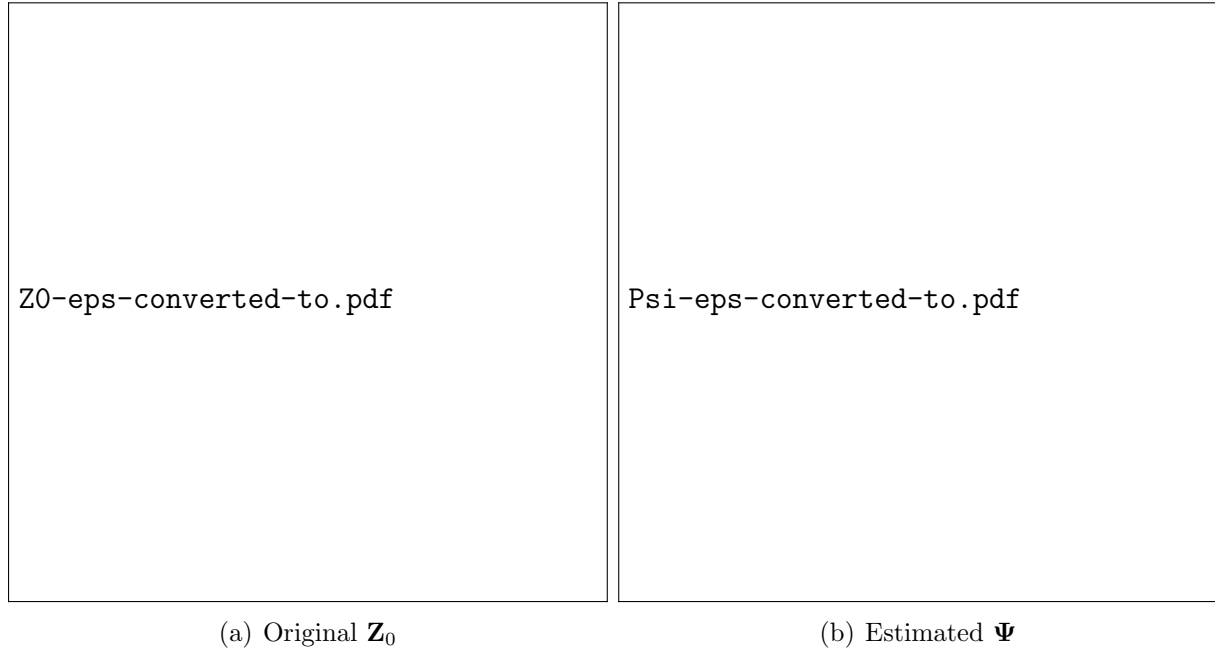 Z0-eps-converted-to.pdf
Psi-eps-converted-to.pdf
(a) Original Z₀
(b) Estimated Ψ